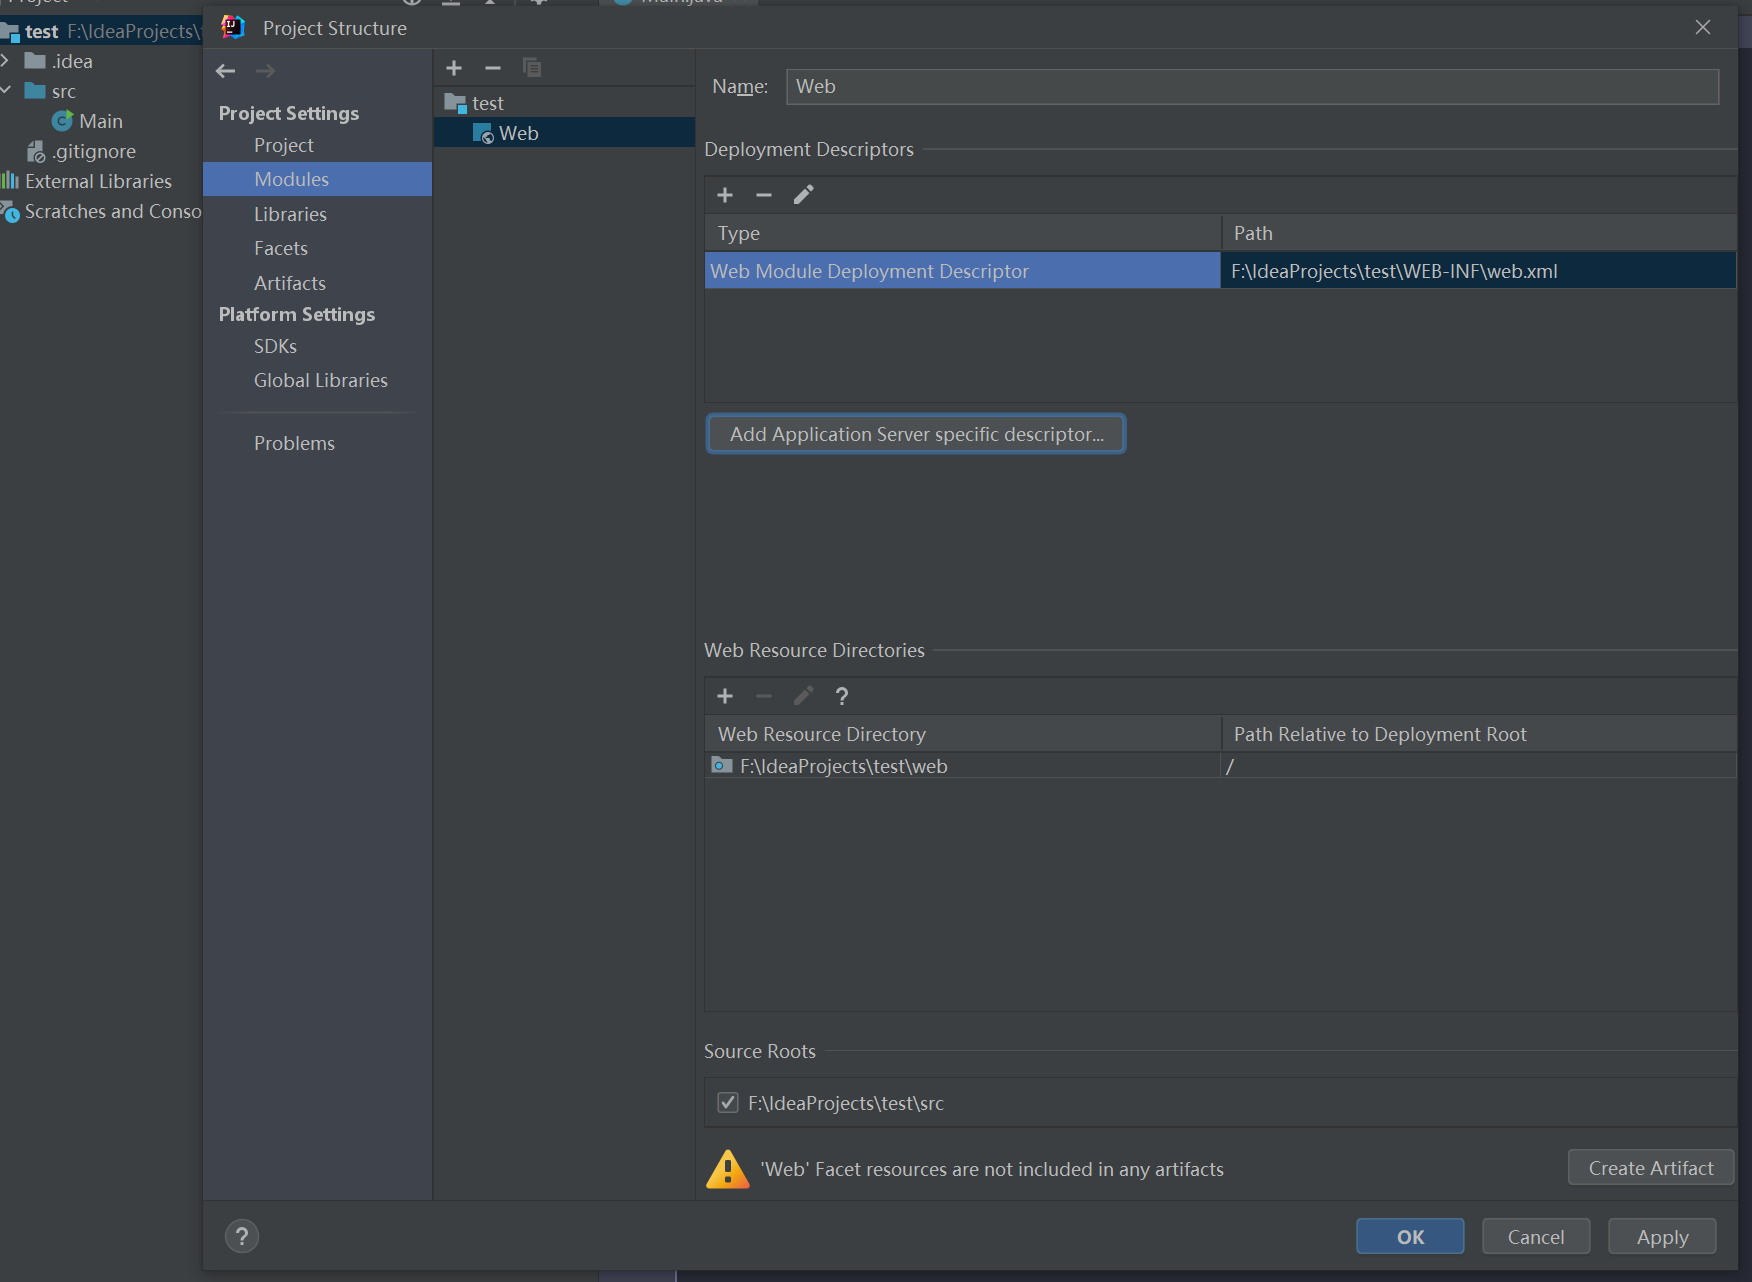 Project
Main.java
test F:\IdeaProjects\
.idea
src
Main
.gitignore
External Libraries
Scratches and Conso
Project Structure
Project Settings
Project
Modules
Libraries
Facets
Artifacts
Platform Settings
SDKs
Global Libraries
Problems
test
Web
Name: Web
Deployment Descriptors
Type Path
Web Module Deployment Descriptor F:\IdeaProjects\test\WEB-INF\web.xml
Add Application Server specific descriptor...
Web Resource Directories
?
Web Resource Directory Path Relative to Deployment Root
F:\IdeaProjects\test\web /
Source Roots
F:\IdeaProjects\test\src
'Web' Facet resources are not included in any artifacts
Create Artifact
?
OK Cancel Apply